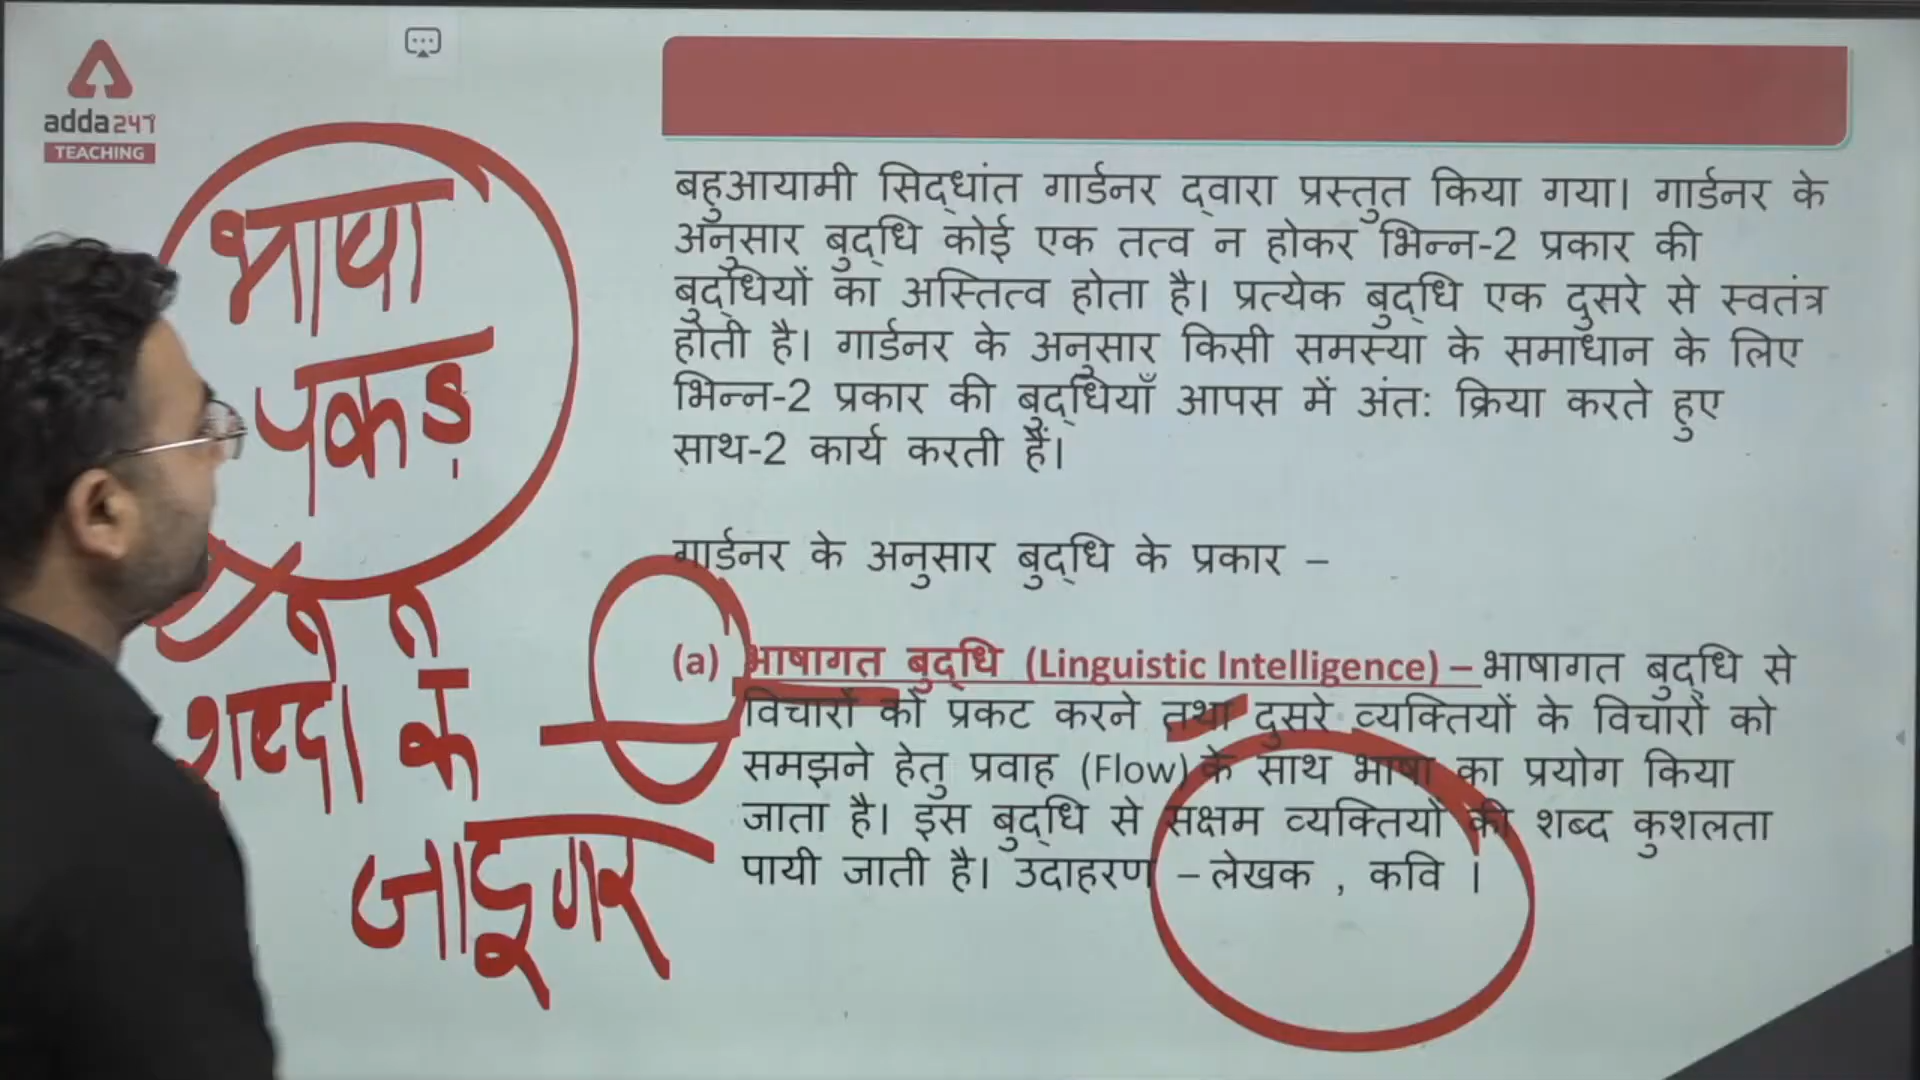 adda247
TEACHING
भाषा
पकड़
शब्दों के
जादूगर
बहुआयामी सिद्धांत गार्डनर द्वारा प्रस्तुत किया गया। गार्डनर के
अनुसार बुद्धि कोई एक तत्व न होकर भिन्न-2 प्रकार की
बुद्धियों का अस्तित्व होता है। प्रत्येक बुद्धि एक दुसरे से स्वतंत्र
होती है। गार्डनर के अनुसार किसी समस्या के समाधान के लिए
भिन्न-2 प्रकार की बुद्धियाँ आपस में अंत: क्रिया करते हुए
साथ-2 कार्य करती हैं।
गार्डनर के अनुसार बुद्धि के प्रकार –
(a) भाषागत बुद्धि (Linguistic Intelligence) – भाषागत बुद्धि से
विचारों को प्रकट करने तथा दुसरे व्यक्तियों के विचारों को
समझने हेतु प्रवाह (Flow) के साथ भाषा का प्रयोग किया
जाता है। इस बुद्धि से सक्षम व्यक्तियों की शब्द कुशलता
पायी जाती है। उदाहरण – लेखक , कवि ।